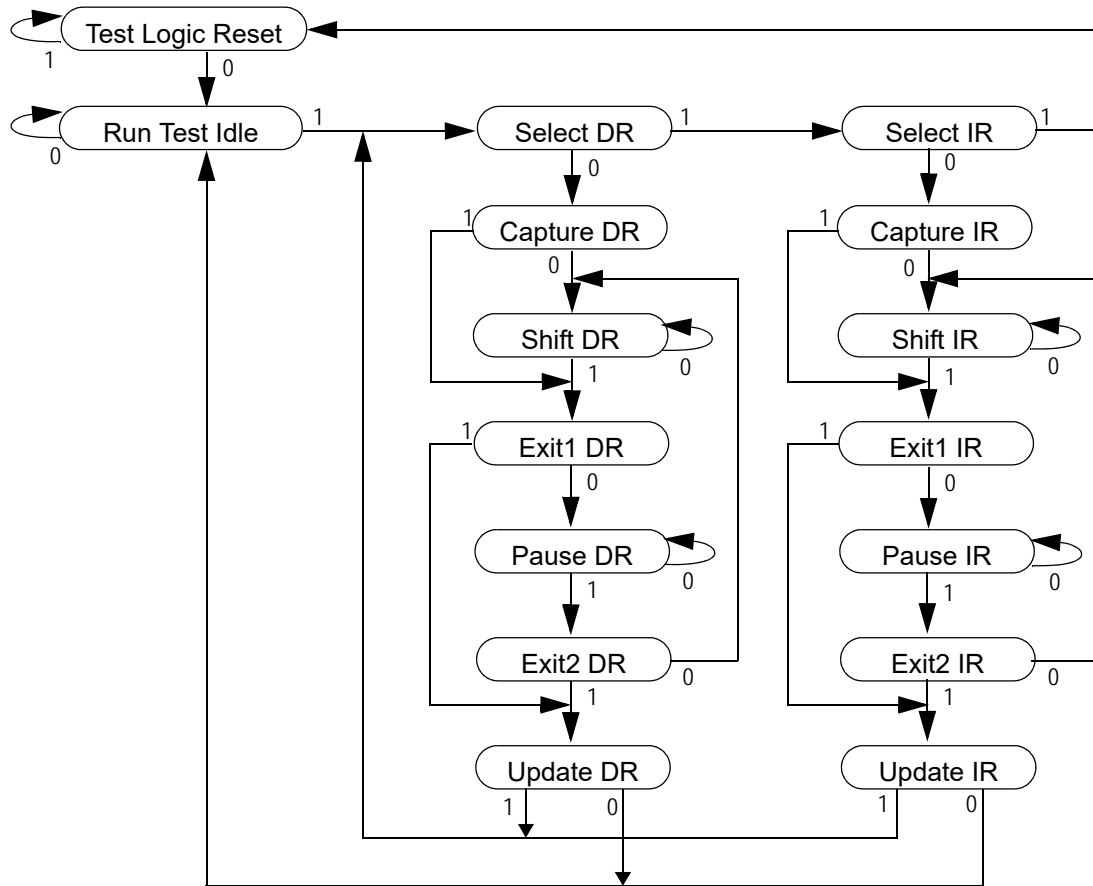 Test Logic Reset
1
0
Run Test Idle
0
1
Select DR
1
0
Select IR
1
0
1
Capture DR
0
1
Capture IR
0
Shift DR
0
1
Shift IR
0
1
1
Exit1 DR
0
1
Exit1 IR
0
Pause DR
0
1
Pause IR
0
1
Exit2 DR
0
1
Exit2 IR
0
1
Update DR
1
0
Update IR
1
0